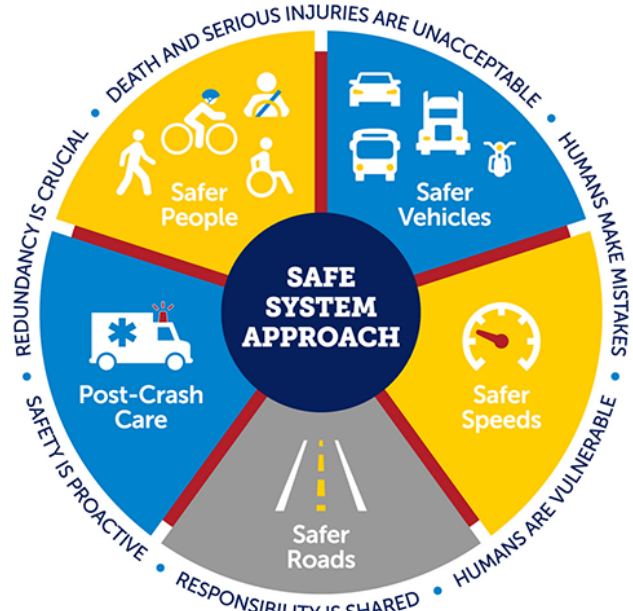 DEATH AND SERIOUS INJURIES ARE UNACCEPTABLE
HUMANS MAKE MISTAKES
HUMANS ARE VULNERABLE
RESPONSIBILITY IS SHARED
SAFETY IS PROACTIVE
REDUNDANCY IS CRUCIAL
Safer
People
Safer
Vehicles
SAFE
SYSTEM
APPROACH
Post-Crash
Care
Safer
Speeds
Safer
Roads